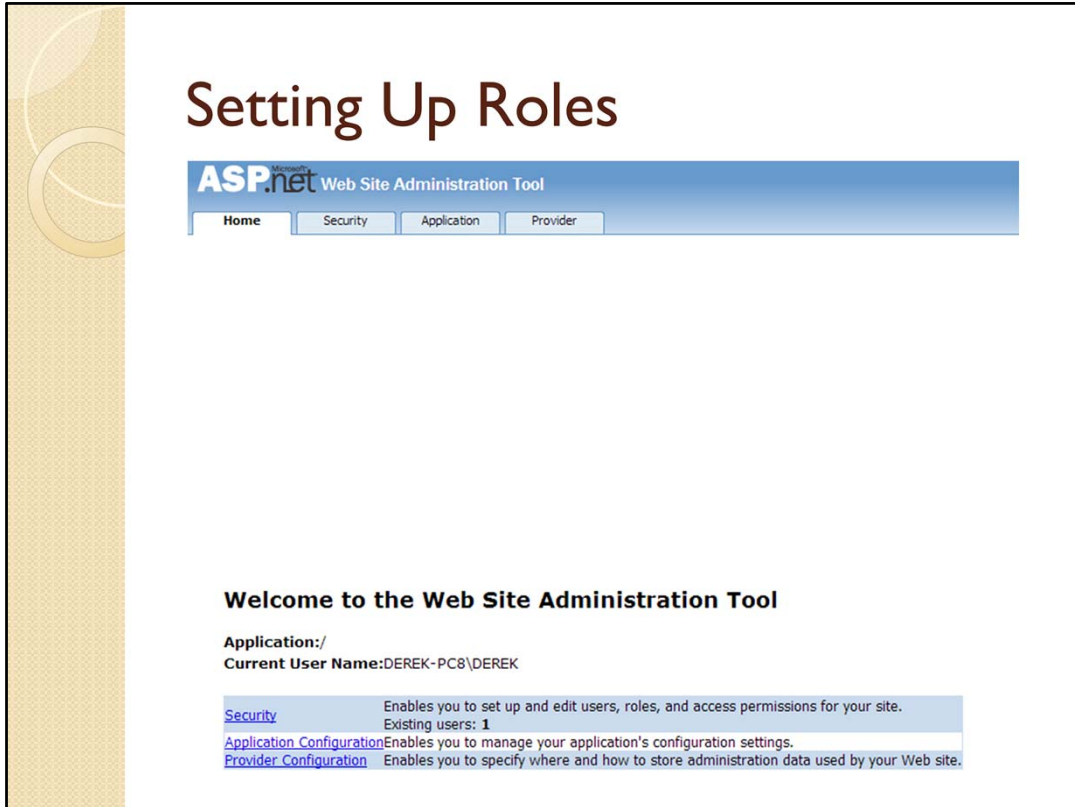 Setting Up Roles
ASP.net Microsoft Web Site Administration Tool
Home Security Application Provider
Welcome to the Web Site Administration Tool
Application:/
Current User Name:DEREK-PC8\DEREK
Security Enables you to set up and edit users, roles, and access permissions for your site.
Existing users: 1
Application Configuration Enables you to manage your application's configuration settings.
Provider Configuration Enables you to specify where and how to store administration data used by your Web site.